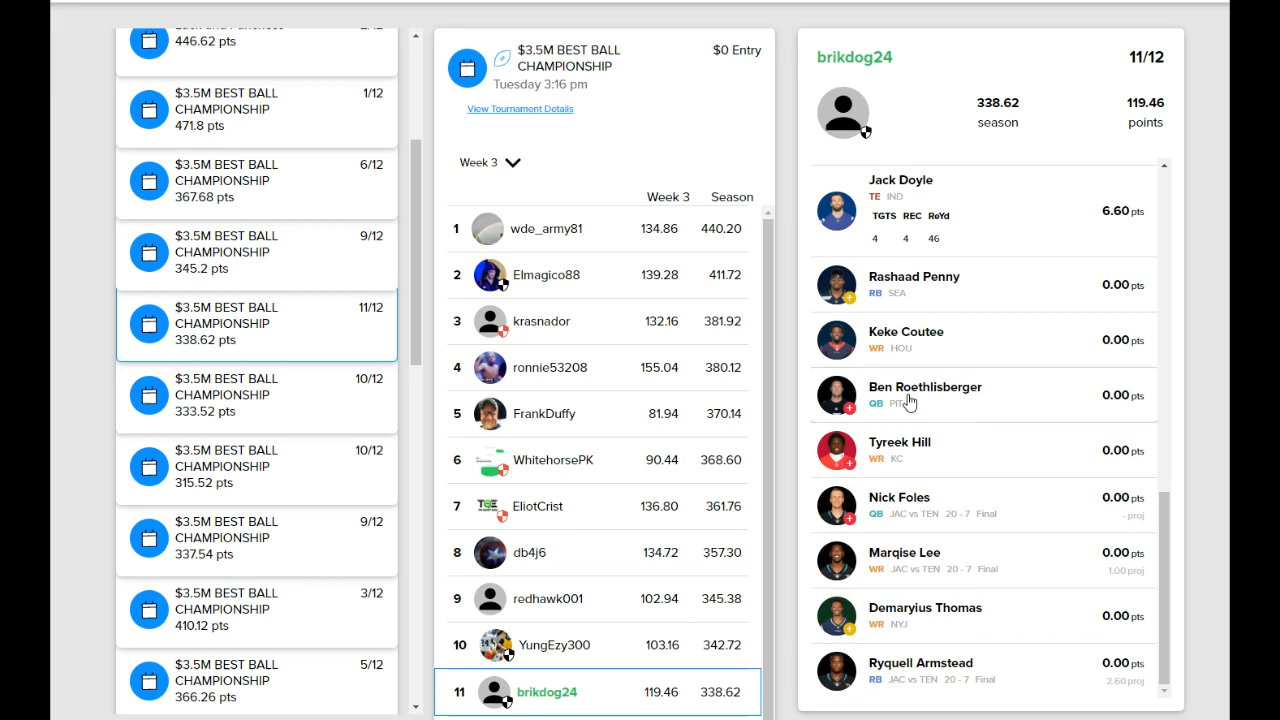 446.62 pts
$3.5M BEST BALL
1/12
CHAMPIONSHIP
471.8 pts
$3.5M BEST BALL
6/12
CHAMPIONSHIP
367.68 pts
$3.5M BEST BALL
9/12
CHAMPIONSHIP
345.2 pts
$3.5M BEST BALL
11/12
CHAMPIONSHIP
338.62 pts
$3.5M BEST BALL
10/12
CHAMPIONSHIP
333.52 pts
$3.5M BEST BALL
10/12
CHAMPIONSHIP
315.52 pts
$3.5M BEST BALL
9/12
CHAMPIONSHIP
337.54 pts
$3.5M BEST BALL
3/12
CHAMPIONSHIP
410.12 pts
$3.5M BEST BALL
5/12
CHAMPIONSHIP
366.26 pts
$3.5M BEST BALL
CHAMPIONSHIP
$0 Entry
Tuesday 3:16 pm
View Tournament Details
Week 3
Week 3 Season
1 wde_army81 134.86 440.20
2 Elmagico88 139.28 411.72
3 krasnador 132.16 381.92
4 ronnie53208 155.04 380.12
5 FrankDuffy 81.94 370.14
6 WhitehorsePK 90.44 368.60
7 EliotCrist 136.80 361.76
8 db4j6 134.72 357.30
9 redhawk001 102.94 345.38
10 YungEzy300 103.16 342.72
11 brikdog24 119.46 338.62
brikdog24 11/12
338.62 119.46
season points
Jack Doyle
TE IND
6.60 pts
TGTS REC ReYd
4 4 46
Rashaad Penny
RB SEA
0.00 pts
Keke Coutee
WR HOU
0.00 pts
Ben Roethlisberger
QB
0.00 pts
Tyreek Hill
WR KC
0.00 pts
Nick Foles
QB JAC vs TEN 20 - 7 Final
0.00 pts
- proj
Marqise Lee
WR JAC vs TEN 20 - 7 Final
0.00 pts
1.00 proj
Demaryius Thomas
WR NYJ
0.00 pts
Ryquell Armstead
RB JAC vs TEN 20 - 7 Final
0.00 pts
2.60 proj